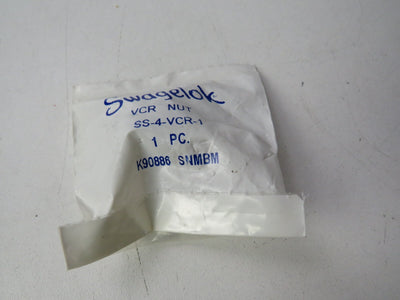 Swagelok
VCR NUT
SS-4-VCR-1
1 PC.
K90886 SNMBM